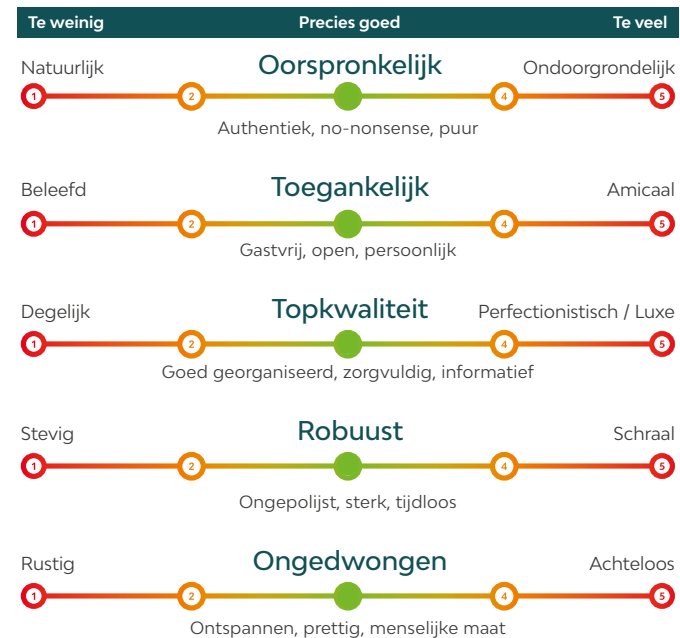 Te weinig Precies goed Te veel
Natuurlijk Oorspronkelijk Ondoorgrondelijk
1 2 4 5
Authentiek, no-nonsense, puur
Beleefd Toegankelijk Amicaal
1 2 4 5
Gastvrij, open, persoonlijk
Degelijk Topkwaliteit Perfectionistisch / Luxe
1 2 4 5
Goed georganiseerd, zorgvuldig, informatief
Stevig Robuust Schraal
1 2 4 5
Ongepolijst, sterk, tijdloos
Rustig Ongedwongen Achteloos
1 2 4 5
Ontspannen, prettig, menselijke maat